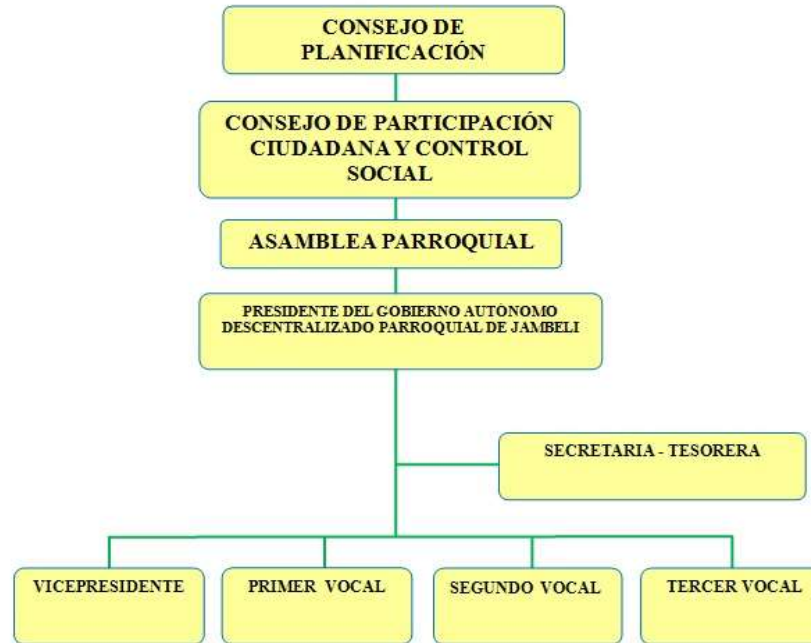 CONSEJO DE
PLANIFICACIÓN
CONSEJO DE PARTICIPACIÓN
CIUDADANA Y CONTROL
SOCIAL
ASAMBLEA PARROQUIAL
PRESIDENTE DEL GOBIERNO AUTÓNOMO
DESCENTRALIZADO PARROQUIAL DE JAMBELI
SECRETARIA - TESORERA
VICEPRESIDENTE
PRIMER VOCAL
SEGUNDO VOCAL
TERCER VOCAL